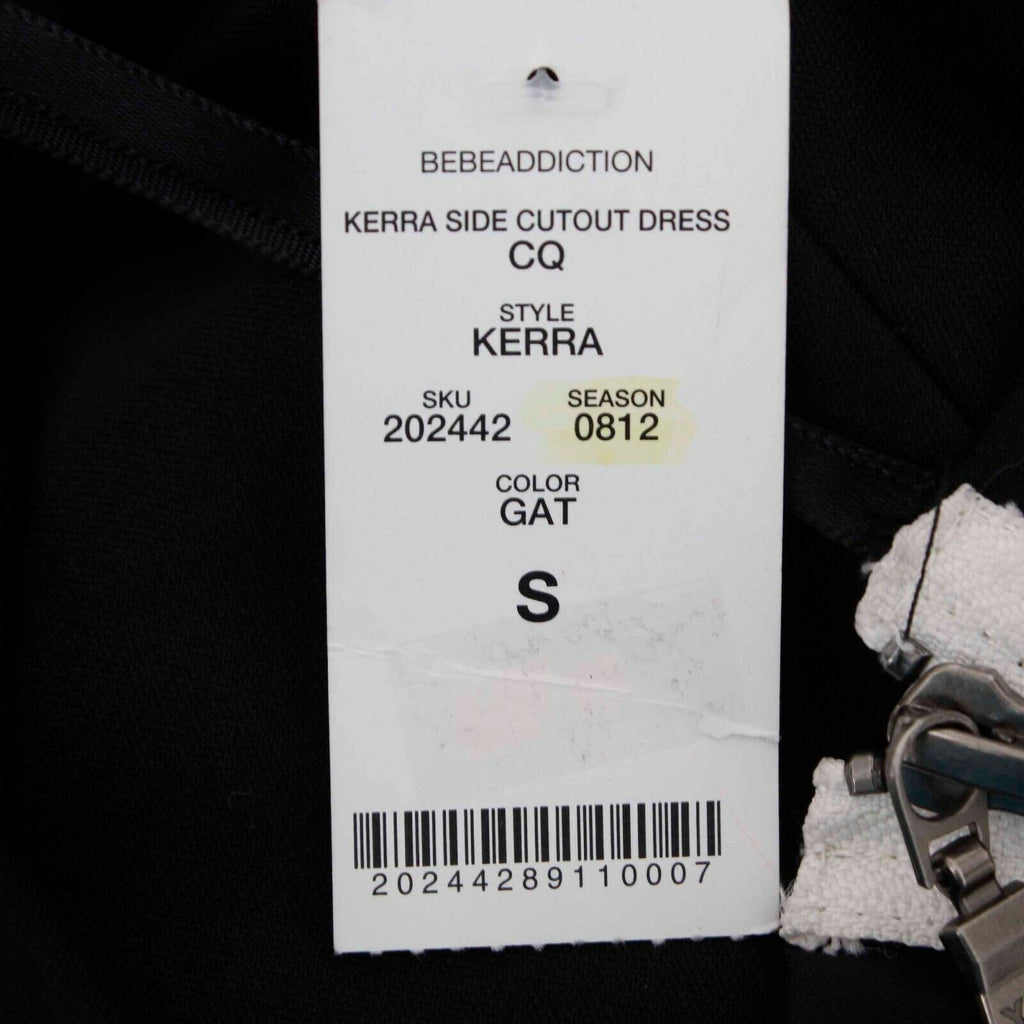 BEBEADDICTION
KERRA SIDE CUTOUT DRESS
CQ
STYLE
KERRA
SKU SEASON
202442 0812
COLOR
GAT
S
20244289110007